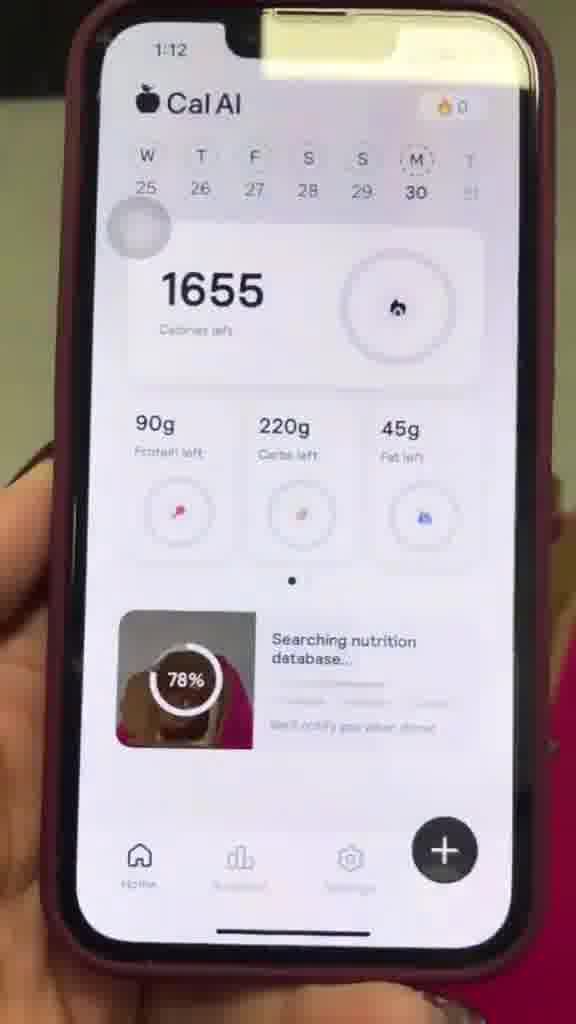 1:12
Cal AI
0
W T F S S M T
25 26 27 28 29 30 31
1655
Calories left
90g 220g 45g
Protein left Carbs left Fat left
Searching nutrition
database...
78%
We'll notify you when done!
Home
Settings